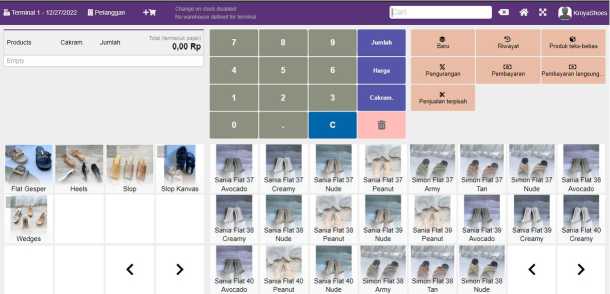 Terminal 1 - 12/27/2022
Pelanggan
Change on stock disabled
No warehouse defined for terminal
Cari
KroyaShoes
Products
Cakram.
Jumlah
Total (termasuk pajak)
0,00 Rp
Empty
7
8
9
Jumlah
4
5
6
Harga
1
2
3
Cakram.
0
.
C
Baru
Riwayat
Produk teks-bebas
Pengurangan
Pembayaran
Pembayaran langsung...
Penjualan terpisah
Flat Gesper
Heels
Slop
Slop Kanvas
Wedges
Sania Flat 37 Avocado
Sania Flat 37 Creamy
Sania Flat 37 Nude
Sania Flat 37 Peanut
Simon Flat 37 Army
Simon Flat 37 Tan
Simon Flat 37 Nude
Sania Flat 38 Avocado
Sania Flat 38 Creamy
Sania Flat 38 Nude
Sania Flat 38 Peanut
Sania Flat 39 Nude
Sania Flat 39 Peanut
Sania Flat 39 Avocado
Sania Flat 39 Creamy
Sania Flat 40 Creamy
Sania Flat 40 Avocado
Sania Flat 40 Peanut
Sania Flat 40 Nude
Simon Flat 38 Army
Simon Flat 38 Tan
Simon Flat 38 Nude